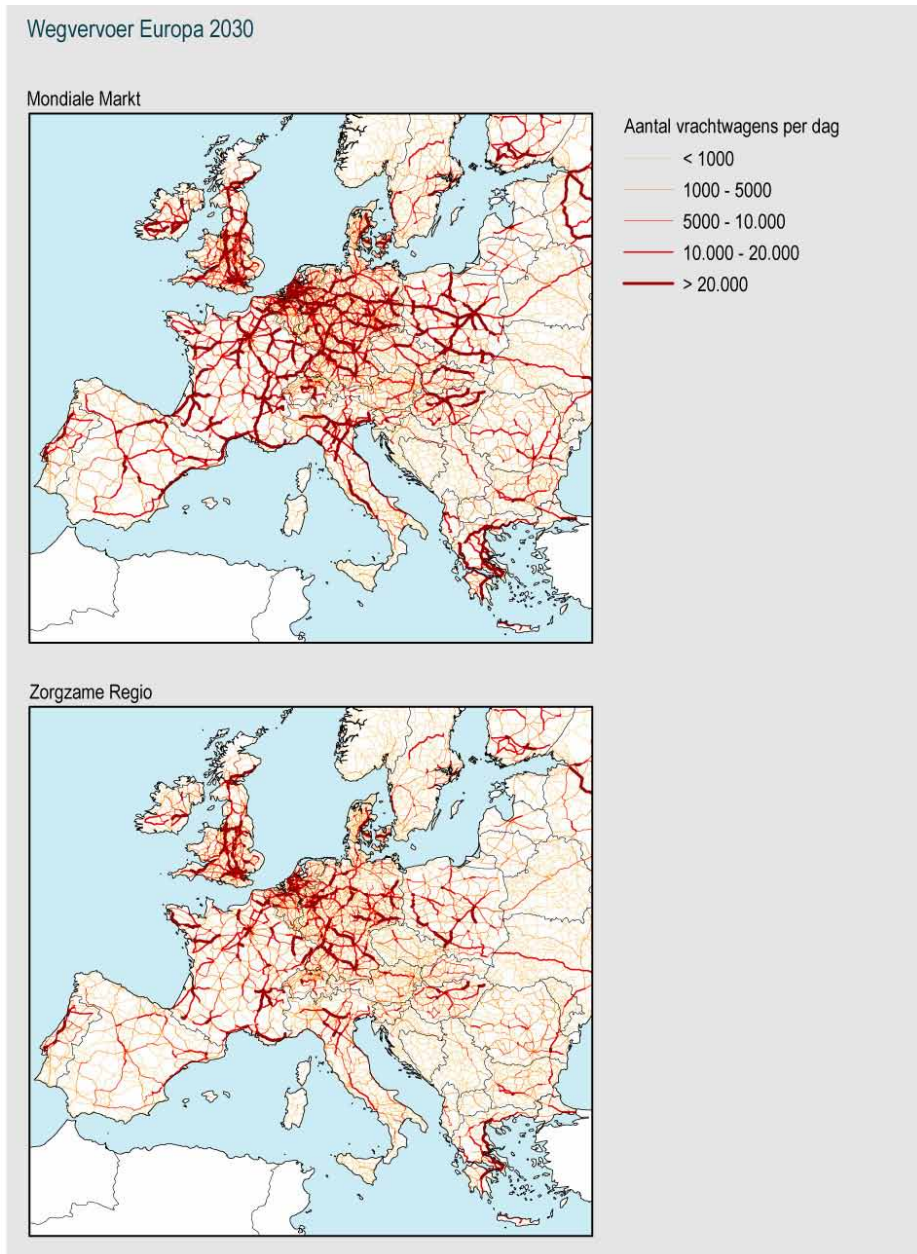 Wegvervoer Europa 2030
Mondiale Markt
Aantal vrachtwagens per dag
< 1000
1000 - 5000
5000 - 10.000
10.000 - 20.000
> 20.000
Zorgzame Regio